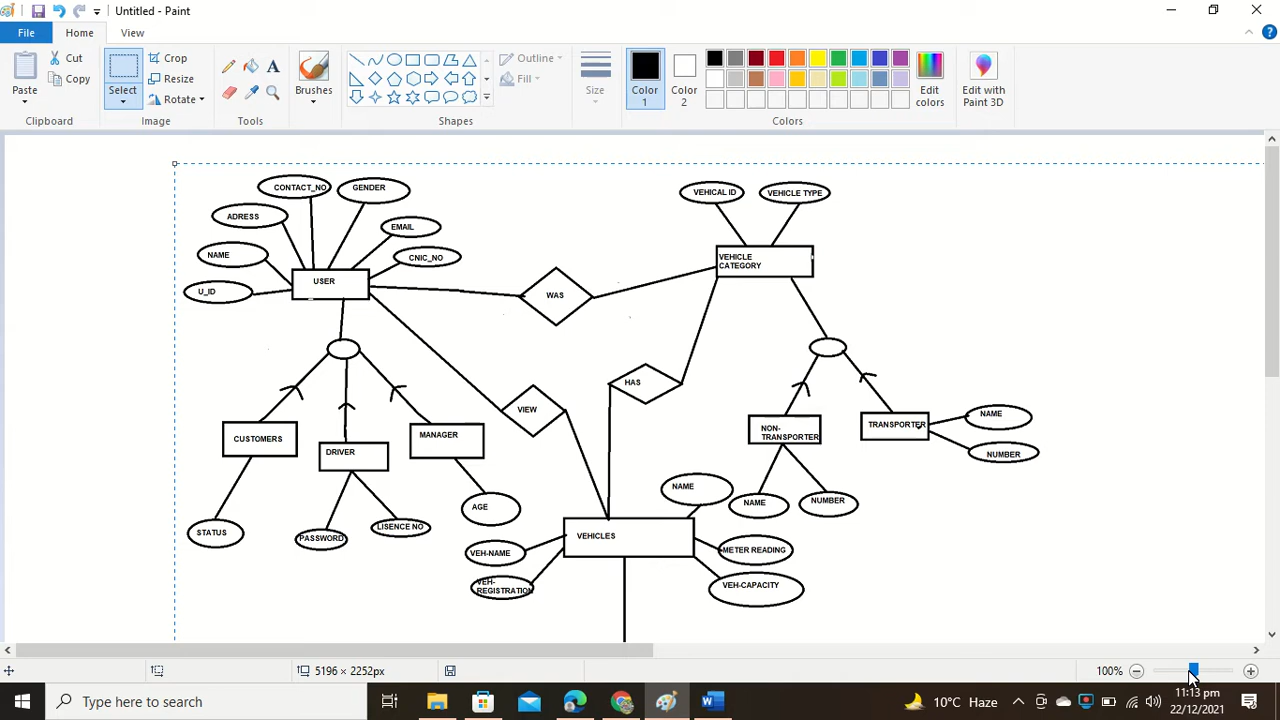 Untitled - Paint
File
Home
View
Paste
Cut
Copy
Clipboard
Select
Crop
Resize
Rotate
Image
Tools
Brushes
Outline
Fill
Shapes
Size
Color
1
Color
2
Edit
colors
Edit with
Paint 3D
Colors
CONTACT_NO
GENDER
ADRESS
EMAIL
NAME
CNIC_NO
U_ID
USER
WAS
VEHICAL ID
VEHICLE TYPE
VEHICLE
CATEGORY
HAS
VIEW
CUSTOMERS
DRIVER
MANAGER
NON-
TRANSPORTER
TRANSPORTER
NAME
NUMBER
STATUS
PASSWORD
LISENCE NO
AGE
NAME
NAME
NUMBER
VEHICLES
VEH-NAME
VEH-
REGISTRATION
METER READING
VEH-CAPACITY
5196 × 2252px
100%
Type here to search
10°C Haze
11:13 pm
22/12/2021